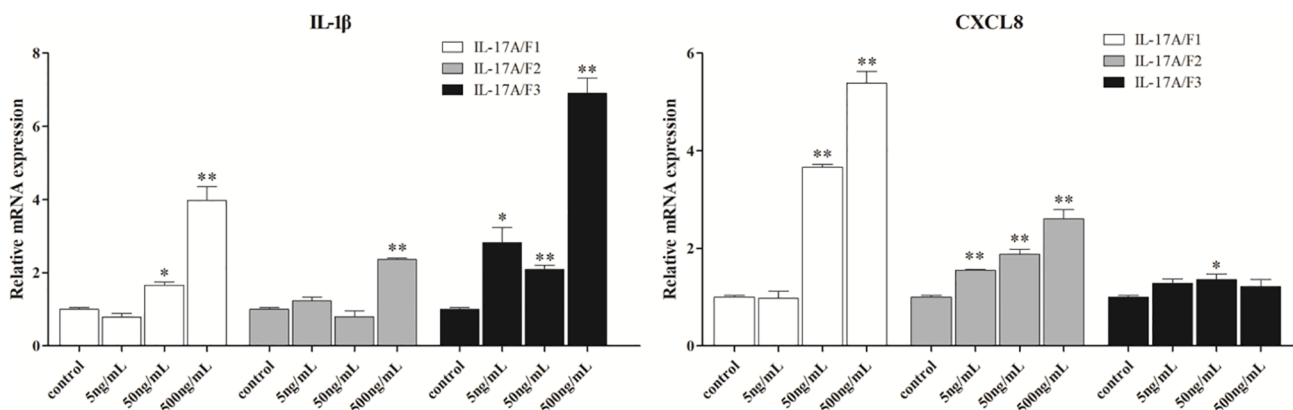 IL-1β
Relative mRNA expression
8
6
4
2
0
IL-17A/F1
IL-17A/F2
IL-17A/F3
*
**
**
*
**
**
control
5ng/mL
50ng/mL
500ng/mL
control
5ng/mL
50ng/mL
500ng/mL
control
5ng/mL
50ng/mL
500ng/mL
CXCL8
Relative mRNA expression
6
4
2
0
IL-17A/F1
IL-17A/F2
IL-17A/F3
**
**
**
**
**
*
control
5ng/mL
50ng/mL
500ng/mL
control
5ng/mL
50ng/mL
500ng/mL
control
5ng/mL
50ng/mL
500ng/mL